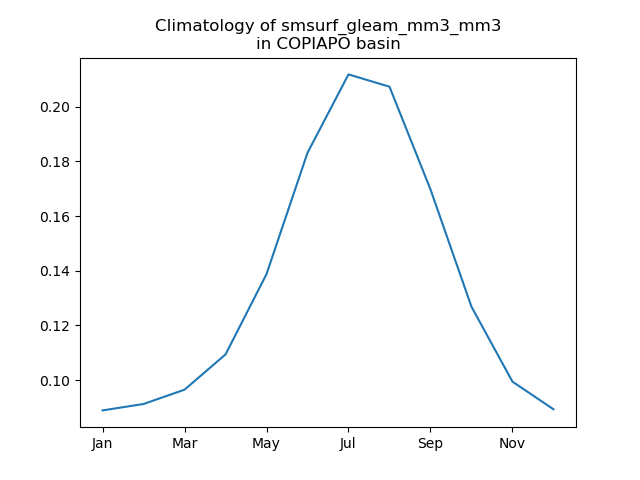 Climatology of smsurf_gleam_mm3_mm3
in COPIAPO basin
0.20
0.18
0.16
0.14
0.12
0.10
Jan Mar May Jul Sep Nov